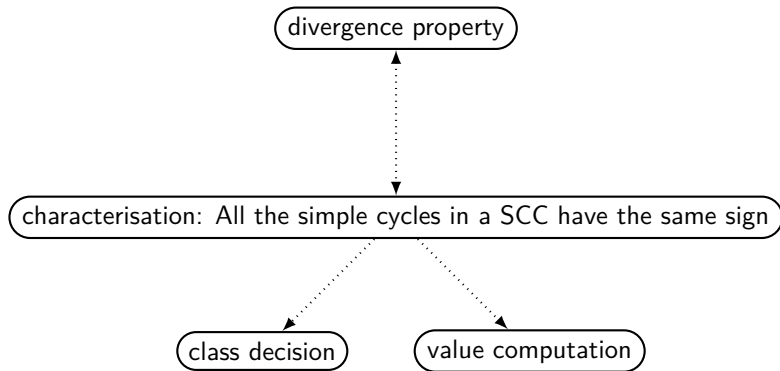 divergence property
characterisation: All the simple cycles in a SCC have the same sign
class decision
value computation